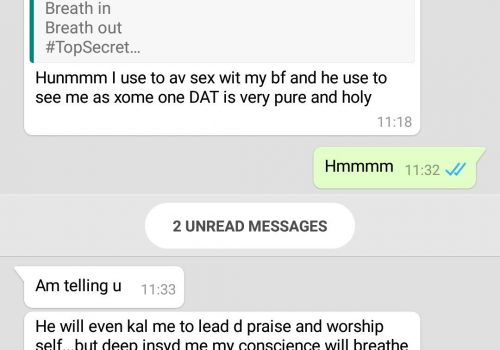 Breath in
Breath out
#TopSecret...
Hunmmm I use to av sex wit my bf and he use to
see me as xome one DAT is very pure and holy
11:18
Hmmmm 11:32
2 UNREAD MESSAGES
Am telling u 11:33
He will even kal me to lead d praise and worship
self...but deep insyd me my conscience will breathe